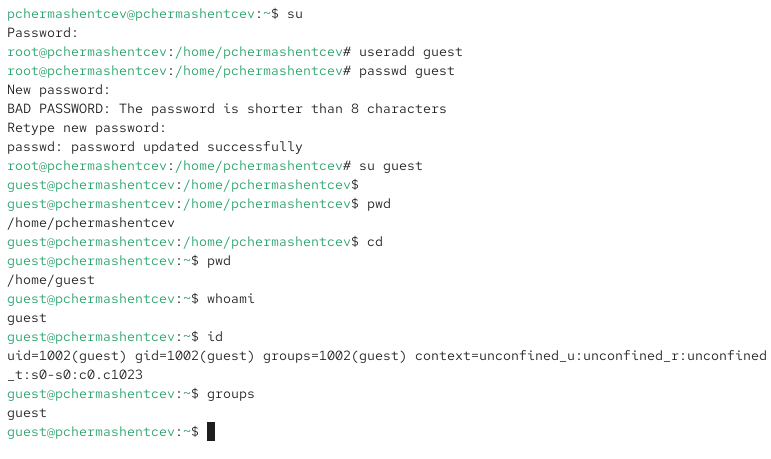 pchermashentcev@pchermashentcev:~$ su
Password:
root@pchermashentcev:/home/pchermashentcev# useradd guest
root@pchermashentcev:/home/pchermashentcev# passwd guest
New password:
BAD PASSWORD: The password is shorter than 8 characters
Retype new password:
passwd: password updated successfully
root@pchermashentcev:/home/pchermashentcev# su guest
guest@pchermashentcev:/home/pchermashentcev$
guest@pchermashentcev:/home/pchermashentcev$ pwd
/home/pchermashentcev
guest@pchermashentcev:/home/pchermashentcev$ cd
guest@pchermashentcev:~$ pwd
/home/guest
guest@pchermashentcev:~$ whoami
guest
guest@pchermashentcev:~$ id
uid=1002(guest) gid=1002(guest) groups=1002(guest) context=unconfined_u:unconfined_r:unconfined
_t:s0-s0:c0.c1023
guest@pchermashentcev:~$ groups
guest
guest@pchermashentcev:~$